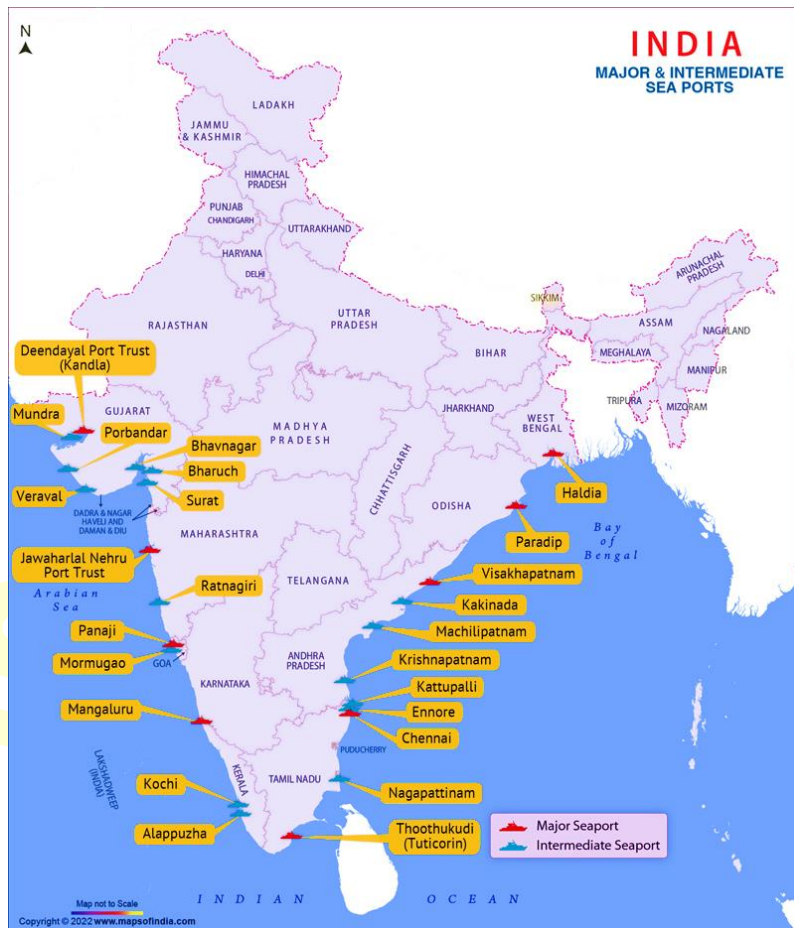 N
INDIA
MAJOR & INTERMEDIATE
SEA PORTS
LADAKH
JAMMU
& KASHMIR
HIMACHAL
PRADESH
PUNJAB
CHANDIGARH
UTTARAKHAND
HARYANA
DELHI
ARUNACHAL
PRADESH
SIKKIM
RAJASTHAN
UTTAR
PRADESH
ASSAM
NAGALAND
MEGHALAYA
BIHAR
MANIPUR
Deendayal Port Trust
(Kandla)
TRIPURA
MIZORAM
JHARKHAND
WEST
BENGAL
GUJARAT
MADHYA
PRADESH
Mundra
Porbandar
Bhavnagar
Bharuch
CHHATTISGARH
Haldia
Veraval
Surat
ODISHA
DADRA & NAGAR
HAVELI AND
DAMAN & DIU
MAHARASHTRA
Paradip
Bay
of
Bengal
Jawaharlal Nehru
Port Trust
TELANGANA
Visakhapatnam
Arabian
Sea
Ratnagiri
Kakinada
Panaji
Machilipatnam
Mormugao
GOA
ANDHRA
PRADESH
Krishnapatnam
KARNATAKA
Kattupalli
Mangaluru
Ennore
Chennai
PUDUCHERRY
LAKSHADWEEP
(INDIA)
KERALA
TAMIL NADU
Kochi
Nagapattinam
Alappuzha
Thoothukudi
(Tuticorin)
Major Seaport
Intermediate Seaport
INDIAN OCEAN
Map not to Scale
Copyright © 2022 www.mapsofindia.com